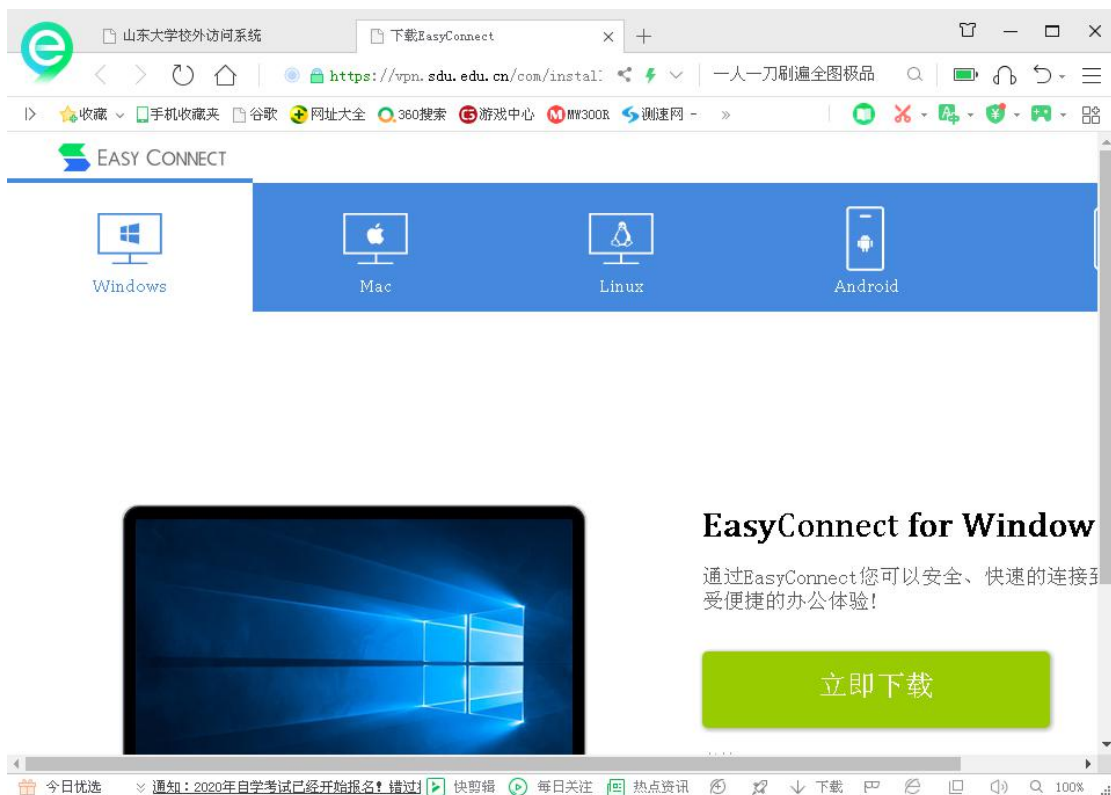 山东大学校外访问系统
下载EasyConnect
https://vpn.sdu.edu.cn/com/instal
一人一刀刷遍全图极品
收藏 手机收藏夹 谷歌 网址大全 360搜索 游戏中心 MW300R 测速网 - »
EASY CONNECT
Windows Mac Linux Android
EasyConnect for Window
通过EasyConnect您可以安全、快速的连接到
受便捷的办公体验!
立即下载
今日优选 通知：2020年自学考试已经开始报名！错过 快剪辑 每日关注 热点资讯 下载 100%